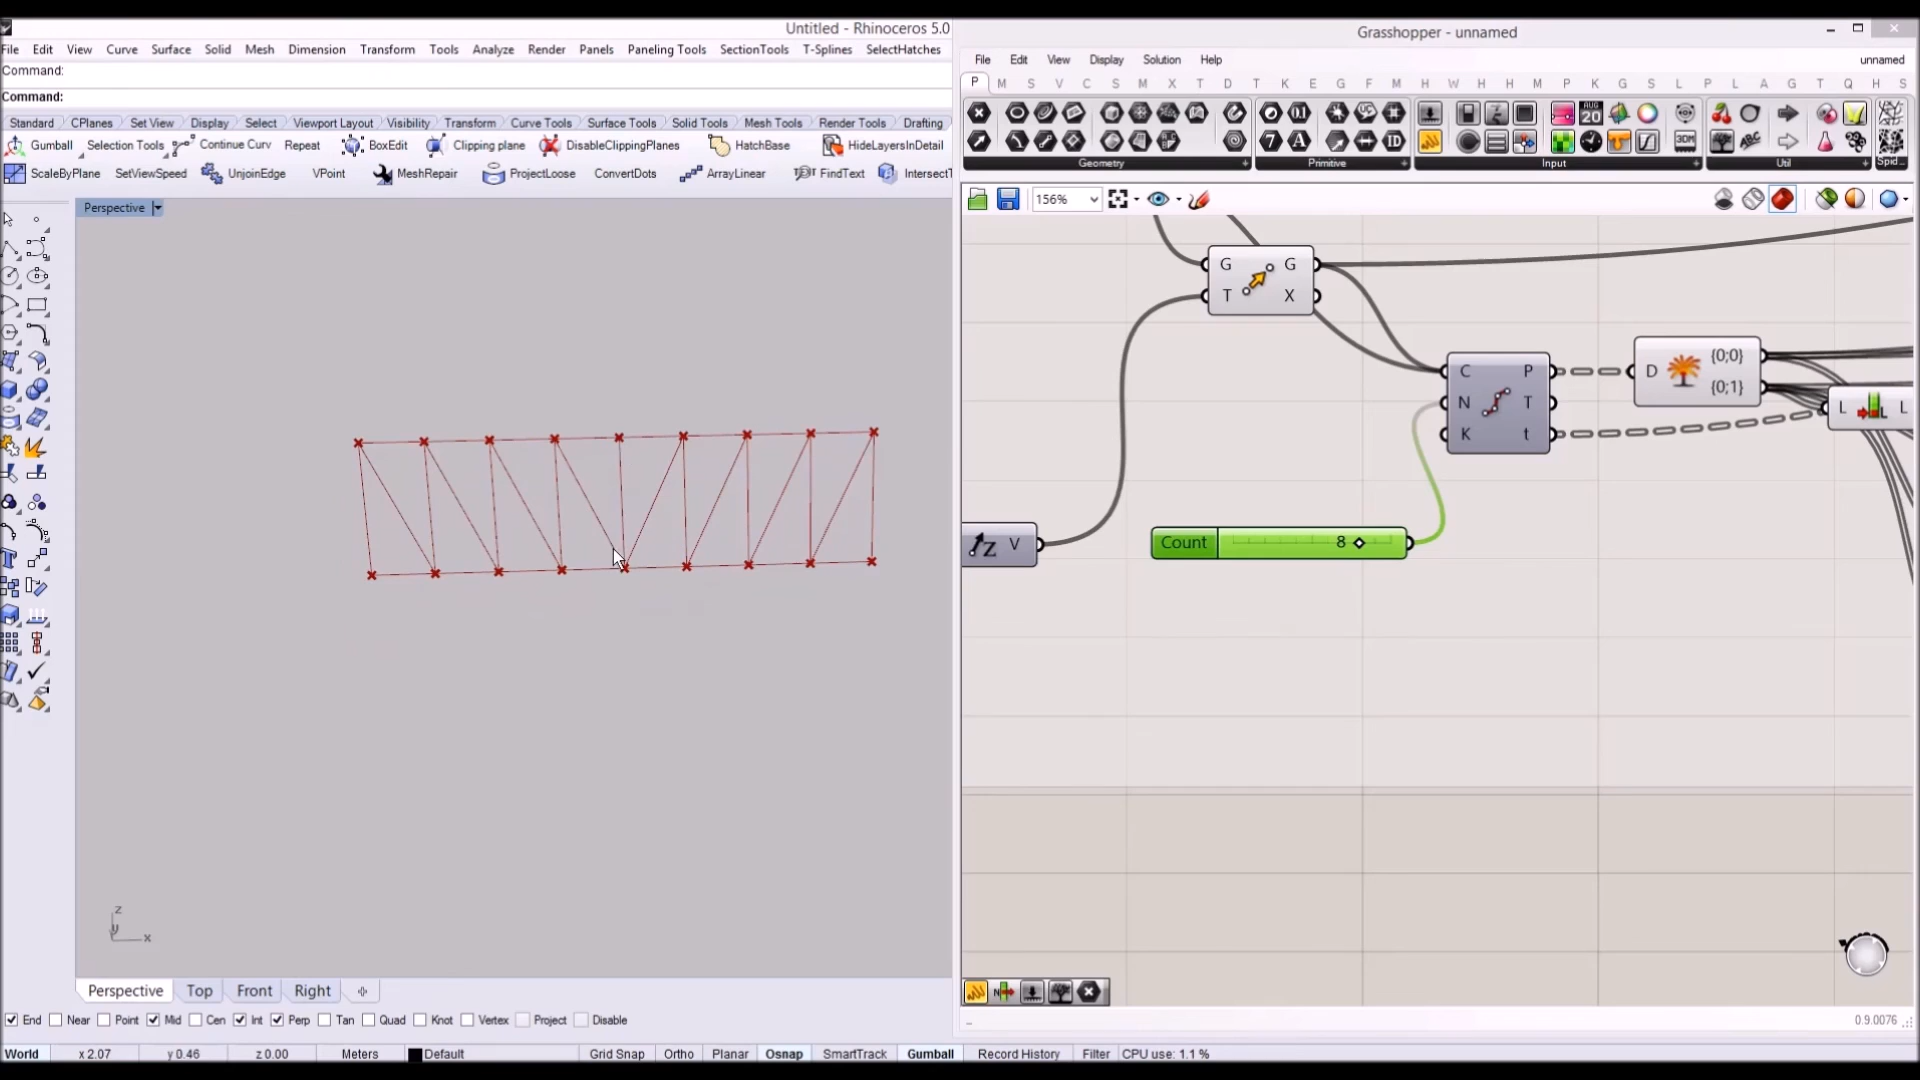 Untitled - Rhinoceros 5.0
File Edit View Curve Surface Solid Mesh Dimension Transform Tools Analyze Render Panels Paneling Tools SectionTools T-Splines SelectHatches
Command:
Command:
Standard CPlanes Set View Display Select Viewport Layout Visibility Transform Curve Tools Surface Tools Solid Tools Mesh Tools Render Tools Drafting
Gumball Selection Tools Continue Curv Repeat BoxEdit Clipping plane DisableClippingPlanes HatchBase HideLayersInDetail
ScaleByPlane SetViewSpeed UnjoinEdge VPoint MeshRepair ProjectLoose ConvertDots ArrayLinear FindText IntersectT
Perspective
z
y
x
Perspective Top Front Right
End Near Point Mid Cen Int Perp Tan Quad Knot Vertex Project Disable
World x 2.07 y 0.46 z 0.00 Meters Default Grid Snap Ortho Planar Osnap SmartTrack Gumball Record History Filter CPU use: 1.1 %
Grasshopper - unnamed
File Edit View Display Solution Help unnamed
P M S V C S M X T D T K E G F M H W H H M P K G S L P L A G T Q H S
Geometry Primitive Input Util Spid...
156%
G G
T X
C P
N T
K t
D {0;0}
{0;1}
L L
Z V
Count 8
0.9.0076